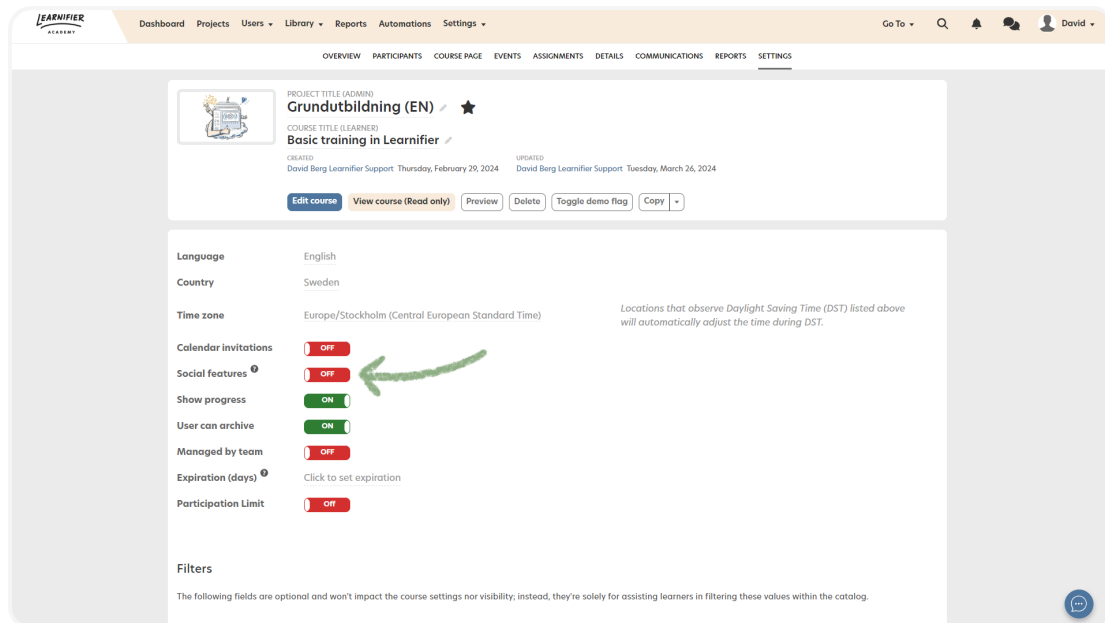 LEARNIFIER
ACADEMY
Dashboard Projects Users Library Reports Automations Settings Go To David
OVERVIEW PARTICIPANTS COURSE PAGE EVENTS ASSIGNMENTS DETAILS COMMUNICATIONS REPORTS SETTINGS
PROJECT TITLE (ADMIN)
Grundutbildning (EN)
COURSE TITLE (LEARNER)
Basic training in Learnifier
CREATED UPDATED
David Berg Learnifier Support Thursday, February 29, 2024 David Berg Learnifier Support Tuesday, March 26, 2024
Edit course View course (Read only) Preview Delete Toggle demo flag Copy
Language English
Country Sweden
Time zone Europe/Stockholm (Central European Standard Time) Locations that observe Daylight Saving Time (DST) listed above
will automatically adjust the time during DST.
Calendar invitations OFF
Social features ? OFF
Show progress ON
User can archive ON
Managed by team OFF
Expiration (days) ? Click to set expiration
Participation Limit Off
Filters
The following fields are optional and won't impact the course settings nor visibility; instead, they're solely for assisting learners in filtering these values within the catalog.